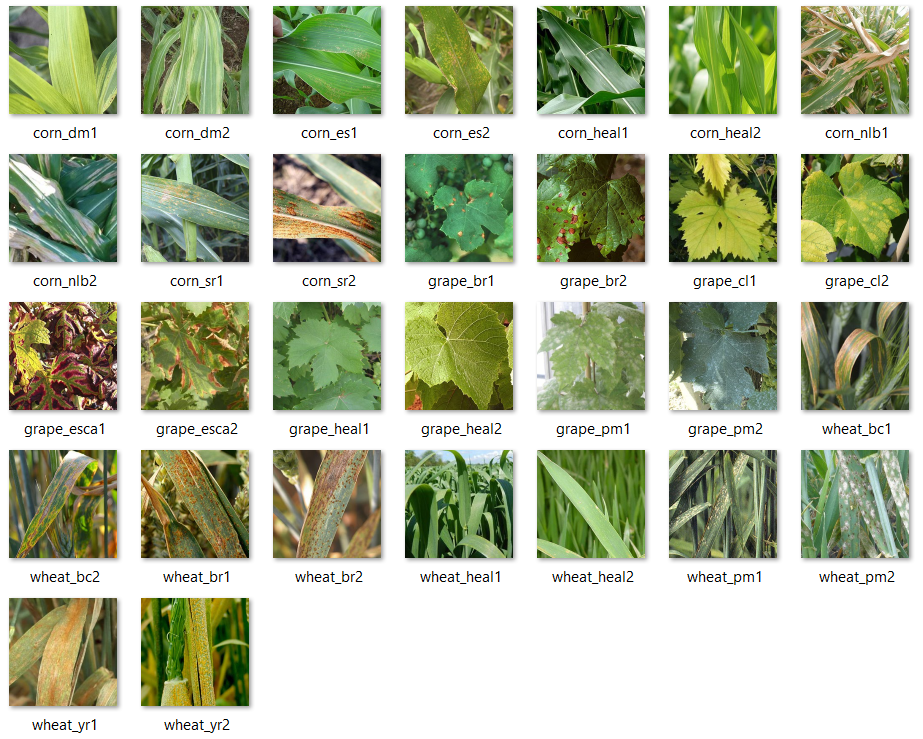 corn_dm1
corn_dm2
corn_es1
corn_es2
corn_heal1
corn_heal2
corn_nlb1
corn_nlb2
corn_sr1
corn_sr2
grape_br1
grape_br2
grape_cl1
grape_cl2
grape_esca1
grape_esca2
grape_heal1
grape_heal2
grape_pm1
grape_pm2
wheat_bc1
wheat_bc2
wheat_br1
wheat_br2
wheat_heal1
wheat_heal2
wheat_pm1
wheat_pm2
wheat_yr1
wheat_yr2